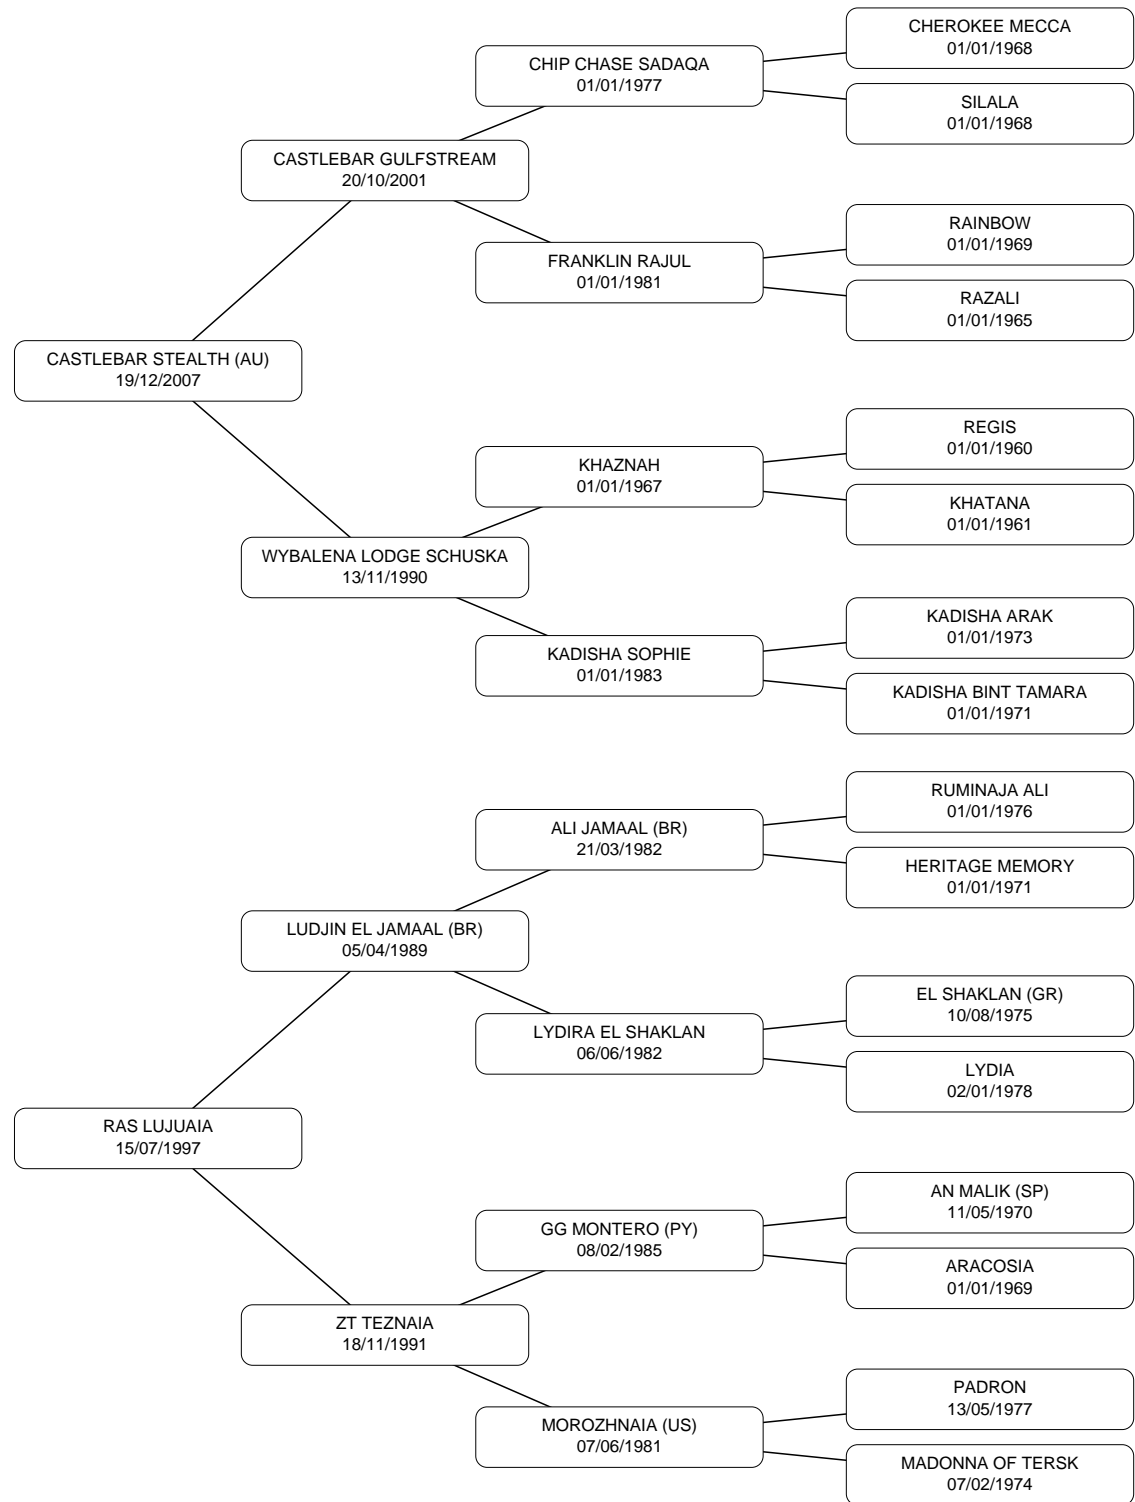 CHEROKEE MECCA
01/01/1968
CHIP CHASE SADAQA
01/01/1977
SILALA
01/01/1968
CASTLEBAR GULFSTREAM
20/10/2001
RAINBOW
01/01/1969
FRANKLIN RAJUL
01/01/1981
RAZALI
01/01/1965
CASTLEBAR STEALTH (AU)
19/12/2007
REGIS
01/01/1960
KHAZNAH
01/01/1967
KHATANA
01/01/1961
WYBALENA LODGE SCHUSKA
13/11/1990
KADISHA ARAK
01/01/1973
KADISHA SOPHIE
01/01/1983
KADISHA BINT TAMARA
01/01/1971
RUMINAJA ALI
01/01/1976
ALI JAMAAL (BR)
21/03/1982
HERITAGE MEMORY
01/01/1971
LUDJIN EL JAMAAL (BR)
05/04/1989
EL SHAKLAN (GR)
10/08/1975
LYDIRA EL SHAKLAN
06/06/1982
LYDIA
02/01/1978
RAS LUJUAIA
15/07/1997
AN MALIK (SP)
11/05/1970
GG MONTERO (PY)
08/02/1985
ARACOSIA
01/01/1969
ZT TEZNAIA
18/11/1991
PADRON
13/05/1977
MOROZHNAIA (US)
07/06/1981
MADONNA OF TERSK
07/02/1974